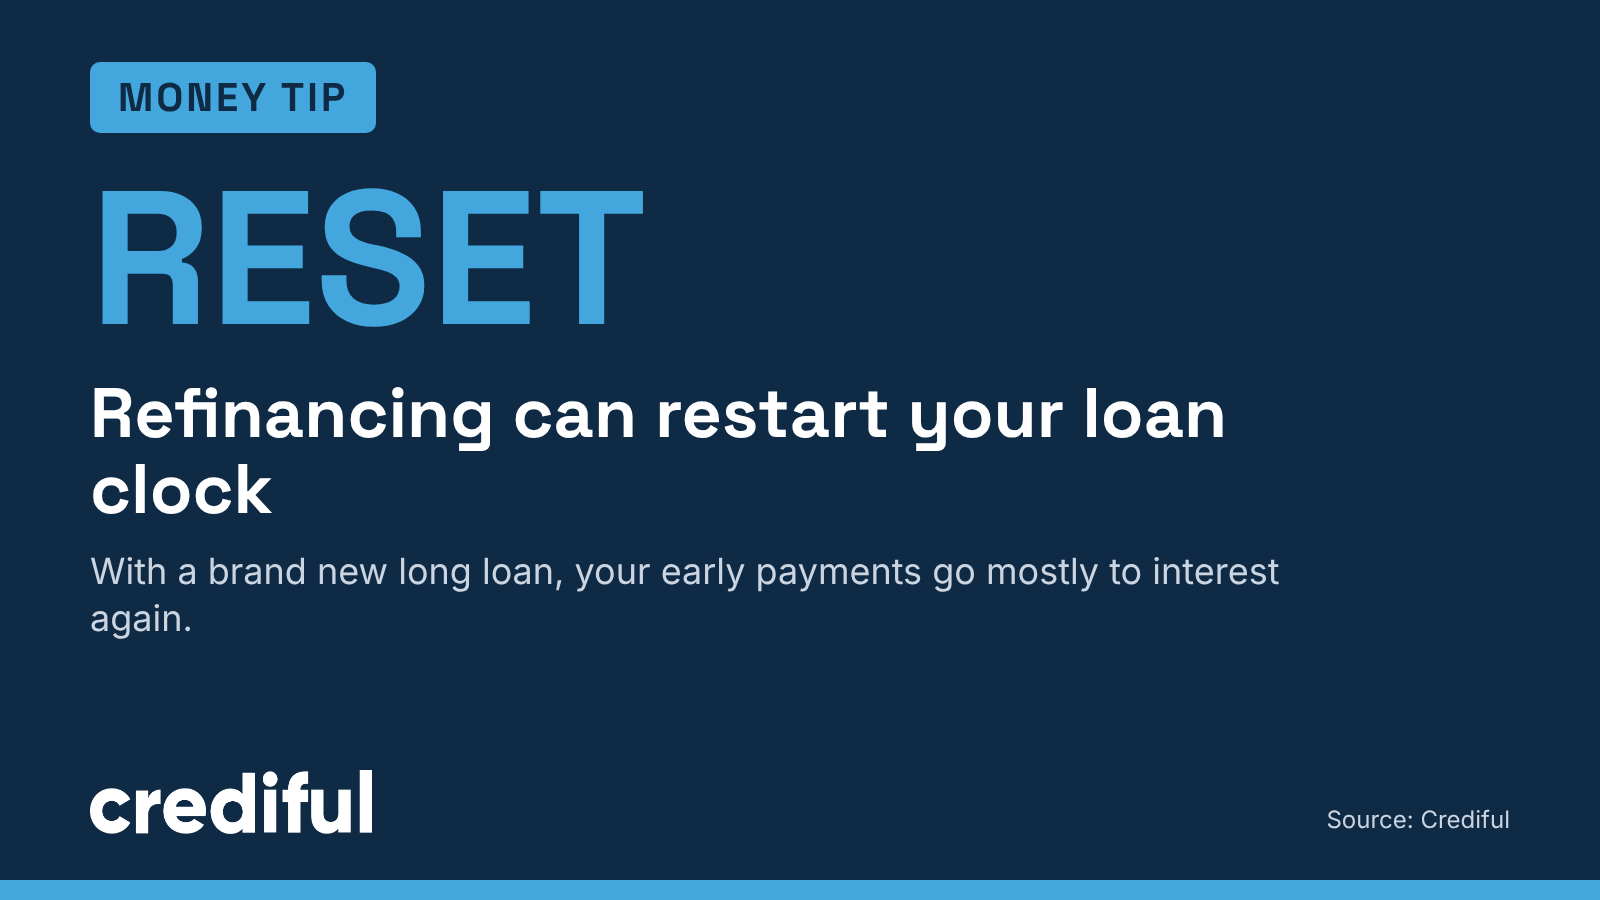 MONEY TIP
RESET
Refinancing can restart your loan
clock
With a brand new long loan, your early payments go mostly to interest
again.
crediful
Source: Crediful